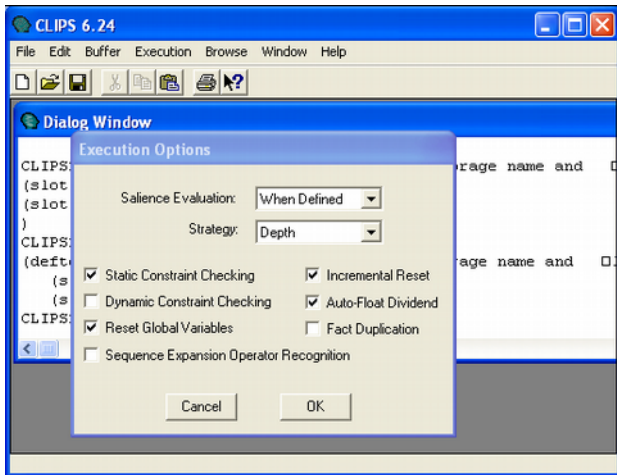 CLIPS 6.24
File Edit Buffer Execution Browse Window Help
Dialog Window
Execution Options
CLIPS rage name and
(slot
Salience Evaluation: When Defined
(slot
)
Strategy: Depth
CLIPS
(deft age name and
Static Constraint Checking Incremental Reset
(s
Dynamic Constraint Checking Auto-Float Dividend
(s
CLIPS
Reset Global Variables Fact Duplication
Sequence Expansion Operator Recognition
Cancel OK